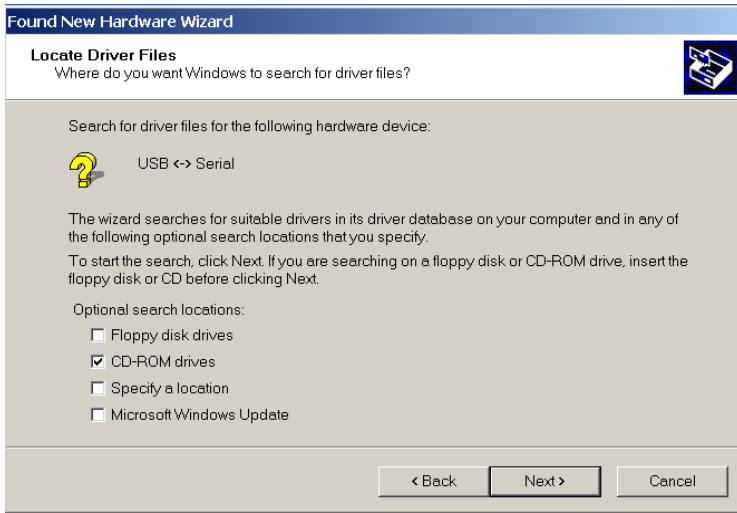 Found New Hardware Wizard
Locate Driver Files
Where do you want Windows to search for driver files?
Search for driver files for the following hardware device:
USB <-> Serial
The wizard searches for suitable drivers in its driver database on your computer and in any of
the following optional search locations that you specify.
To start the search, click Next. If you are searching on a floppy disk or CD-ROM drive, insert the
floppy disk or CD before clicking Next.
Optional search locations:
Floppy disk drives
CD-ROM drives
Specify a location
Microsoft Windows Update
< Back Next > Cancel